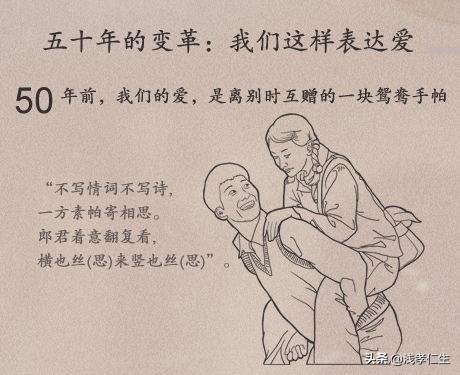 五十年的变革：我们这样表达爱
50年前，我们的爱，是离别时互赠的一块鸳鸯手帕
“不写情词不写诗，
一方素帕寄相思。
郎君着意翻复看，
横也丝(思)来竖也丝(思)”。
头条@浅孝仁生